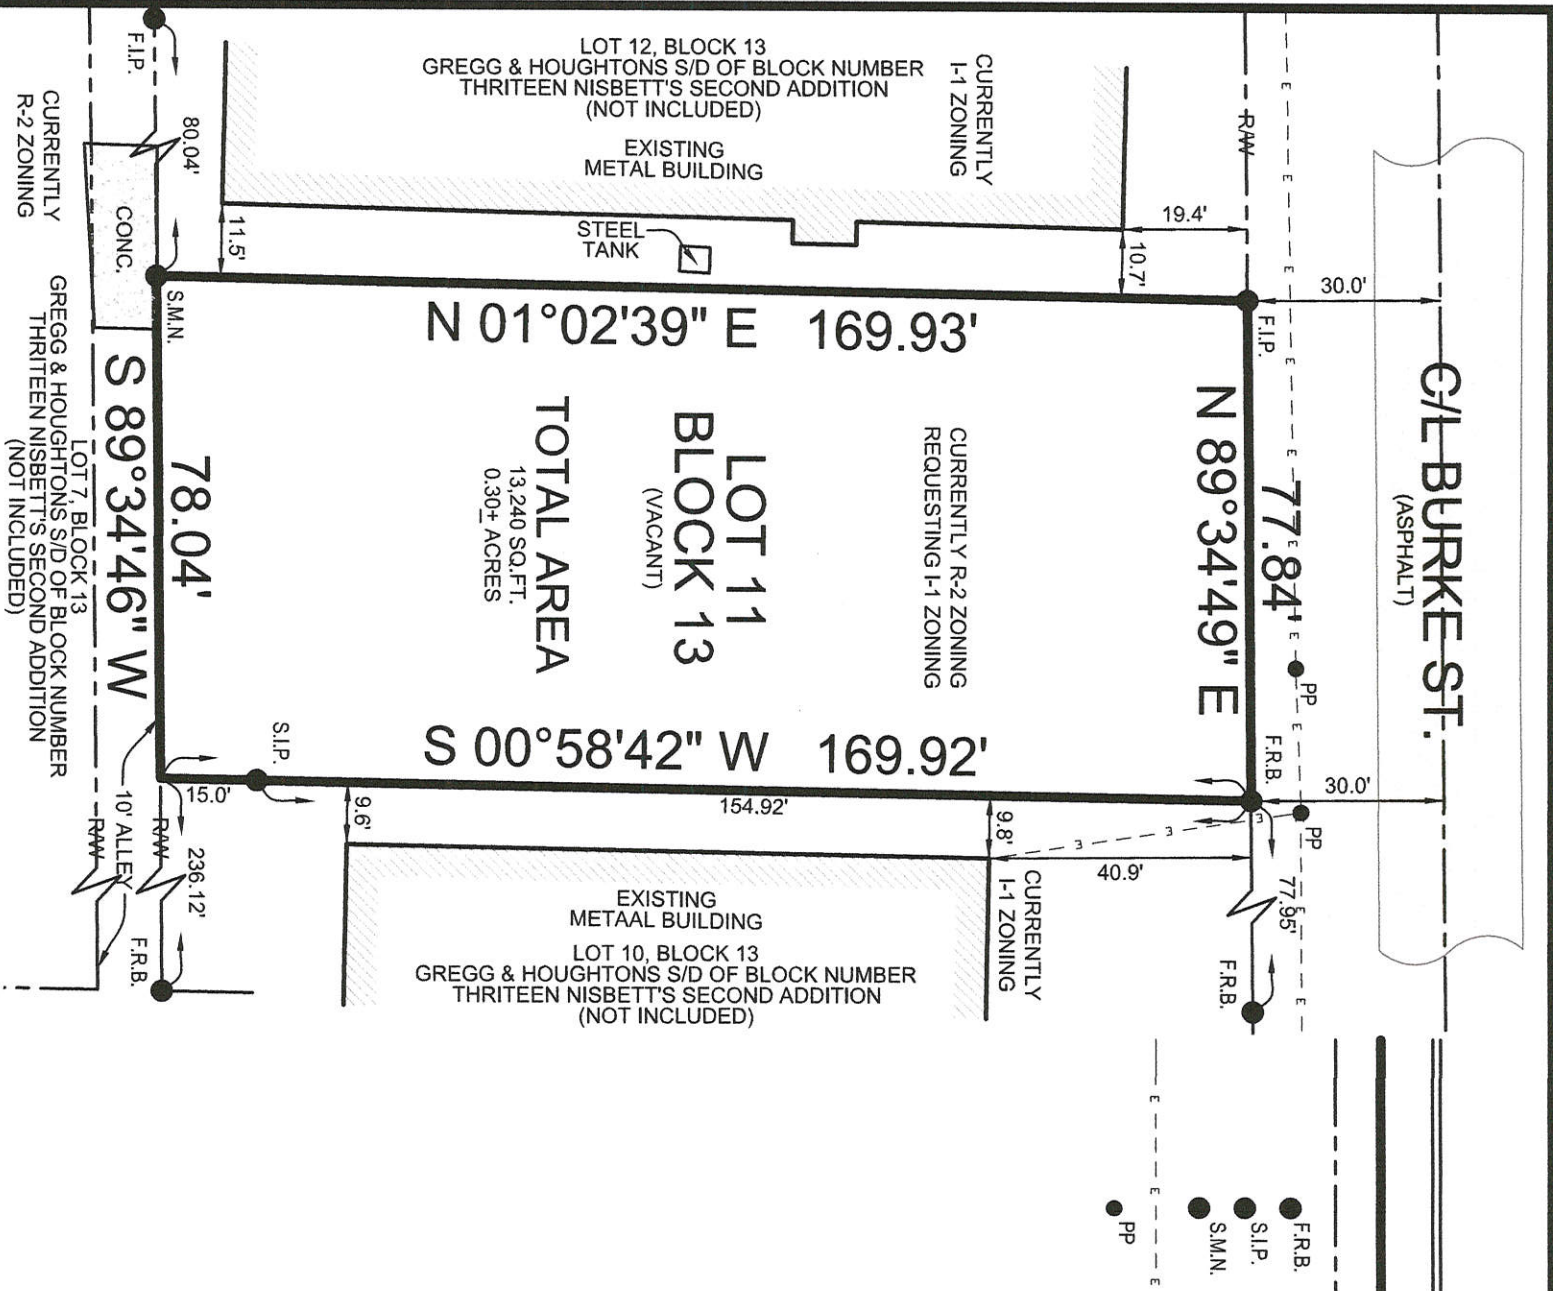 C/L BURKE ST.
(ASPHALT)
30.0'
30.0'
E
E
E
E
E
E
PP
PP
R/W
F.I.P.
77.84'
N 89°34'49" E
F.R.B.
77.95'
F.R.B.
19.4'
10.7'
CURRENTLY
I-1 ZONING
LOT 12, BLOCK 13
GREGG & HOUGHTONS S/D OF BLOCK NUMBER
THRITEEN NISBETT'S SECOND ADDITION
(NOT INCLUDED)
EXISTING
METAL BUILDING
STEEL
TANK
11.5'
N 01°02'39" E 169.93'
CURRENTLY R-2 ZONING
REQUESTING I-1 ZONING
LOT 11
BLOCK 13
(VACANT)
TOTAL AREA
13,240 SQ.FT.
0.30± ACRES
S 00°58'42" W 169.92'
154.92'
15.0'
S.I.P.
9.6'
9.8'
E
E
40.9'
CURRENTLY
I-1 ZONING
EXISTING
METAAL BUILDING
LOT 10, BLOCK 13
GREGG & HOUGHTONS S/D OF BLOCK NUMBER
THRITEEN NISBETT'S SECOND ADDITION
(NOT INCLUDED)
F.I.P.
80.04'
CONC.
S.M.N.
78.04'
S 89°34'46" W
236.12'
R/W
R/W
10' ALLEY
F.R.B.
CURRENTLY
R-2 ZONING
LOT 7, BLOCK 13
GREGG & HOUGHTONS S/D OF BLOCK NUMBER
THRITEEN NISBETT'S SECOND ADDITION
(NOT INCLUDED)
F.R.B.
S.I.P.
S.M.N.
E
E
E
PP